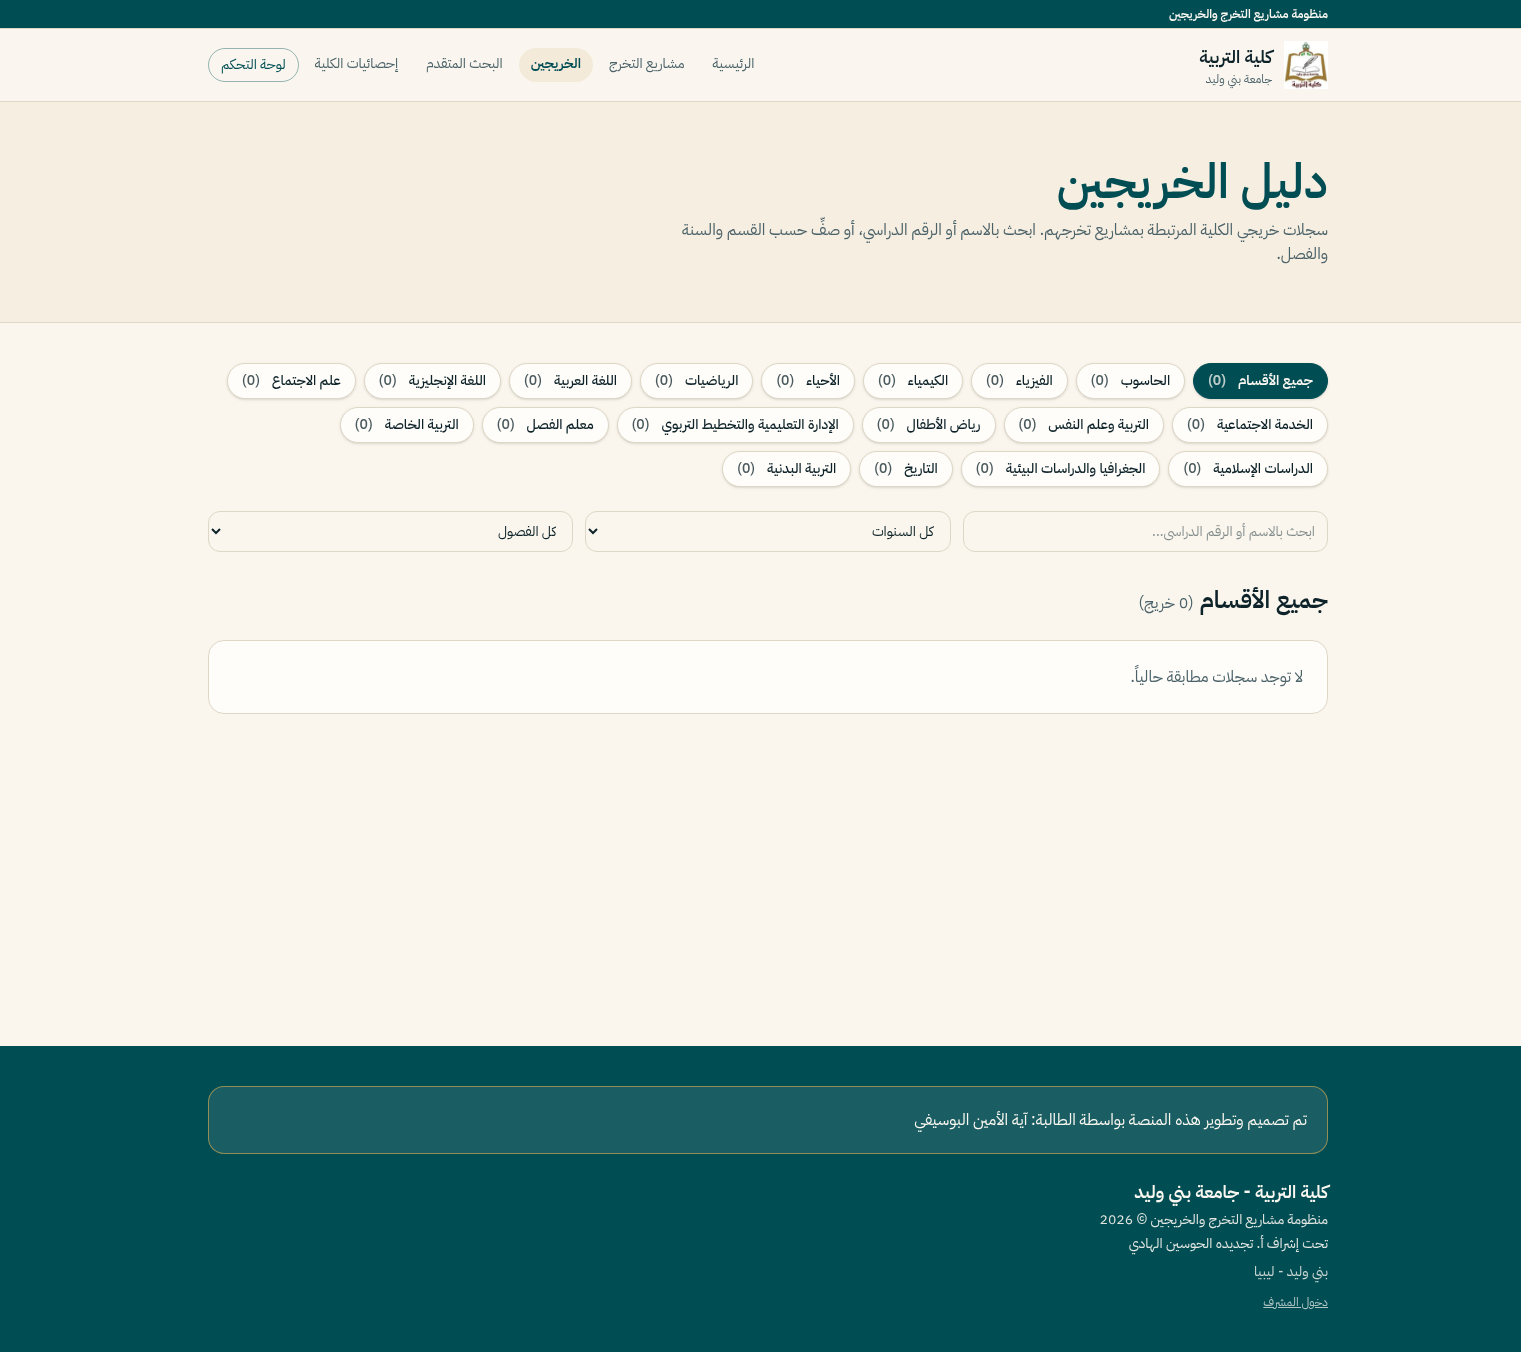 منظومة مشاريع التخرج والخريجين
كلية التربية
جامعة بني وليد
الرئيسية
مشاريع التخرج
الخريجين
البحث المتقدم
إحصائيات الكلية
لوحة التحكم
دليل الخريجين
سجلات خريجي الكلية المرتبطة بمشاريع تخرجهم. ابحث بالاسم أو الرقم الدراسي، أو صفِّ حسب القسم والسنة
والفصل.
جميع الأقسام (0) الحاسوب (0) الفيزياء (0) الكيمياء (0) الأحياء (0) الرياضيات (0) اللغة العربية (0) اللغة الإنجليزية (0) علم الاجتماع (0)
الخدمة الاجتماعية (0) التربية وعلم النفس (0) رياض الأطفال (0) الإدارة التعليمية والتخطيط التربوي (0) معلم الفصل (0) التربية الخاصة (0)
الدراسات الإسلامية (0) الجغرافيا والدراسات البيئية (0) التاريخ (0) التربية البدنية (0)
ابحث بالاسم أو الرقم الدراسي... كل السنوات كل الفصول
جميع الأقسام (0 خريج)
لا توجد سجلات مطابقة حالياً.
تم تصميم وتطوير هذه المنصة بواسطة الطالبة: آية الأمين البوسيفي
كلية التربية - جامعة بني وليد
منظومة مشاريع التخرج والخريجين © 2026
تحت إشراف أ. تجديده الحوسين الهادي
بني وليد - ليبيا
دخول المشرف